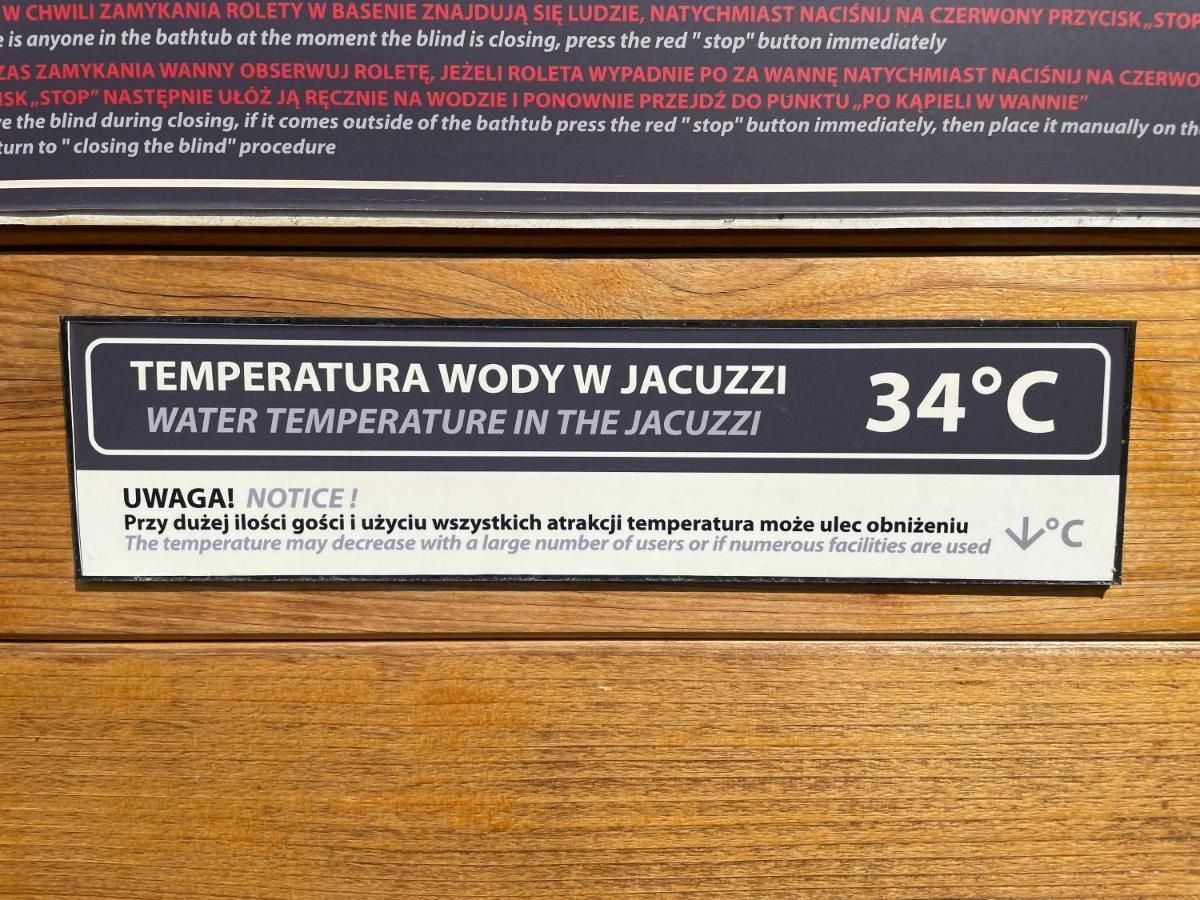 W CHWILI ZAMYKANIA ROLETY W BASENIE ZNAJDUJĄ SIĘ LUDZIE, NATYCHMIAST NACIŚNIJ NA CZERWONY PRZYCISK „STOP
is anyone in the bathtub at the moment the blind is closing, press the red "stop" button immediately
ZAMYKANIA WANNY OBSERWUJ ROLETĘ, JEŻELI ROLETA WYPADNIE PO ZA WANNĘ NATYCHMIAST NACIŚNIJ NA
„STOP" NASTĘPNIE UŁÓŻ JĄ RĘCZNIE NA WODZIE I PONOWNIE PRZEJDŹ DO PUNKTU „PO KĄPIELI W WANNIE"
the blind during closing, if it comes outside of the bathtub press the red "stop" button immediately, then place it manually on
to "closing the blind" procedure
TEMPERATURA WODY W JACUZZI 34°C
WATER TEMPERATURE IN THE JACUZZI
UWAGA! NOTICE!
Przy dużej ilości gości i użyciu wszystkich atrakcji temperatura może ulec obniżeniu
The temperature may decrease with a large number of users or if numerous facilities are used
°C